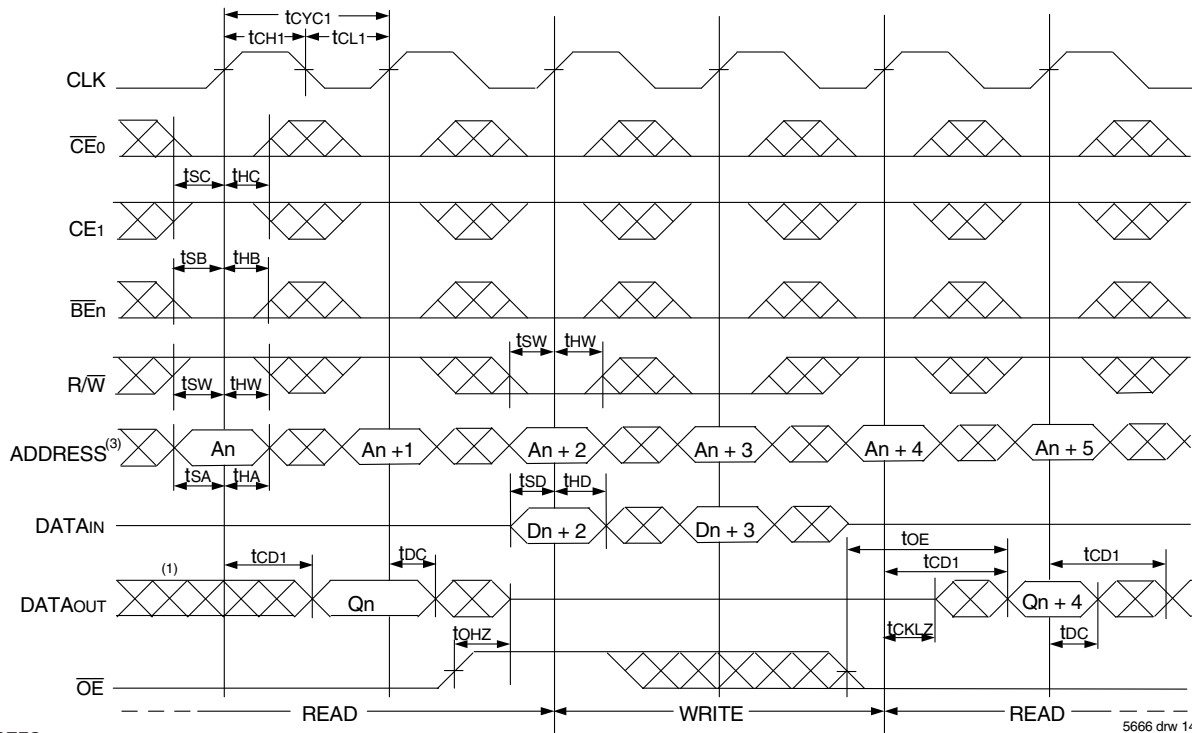 tCYC1
tCH1 tCL1
CLK
CE0
tSC tHC
CE1
tSB tHB
BEn
tSW tHW
R/W
tSW tHW
ADDRESS(3) An An +1 An + 2 An + 3 An + 4 An + 5
tSA tHA tSD tHD
DATAIN Dn + 2 Dn + 3
tOE
(1) tCD1 tDC tCD1 tCD1
DATAOUT Qn Qn + 4
tOHZ tCKLZ tDC
OE
READ WRITE READ
5666 drw 14